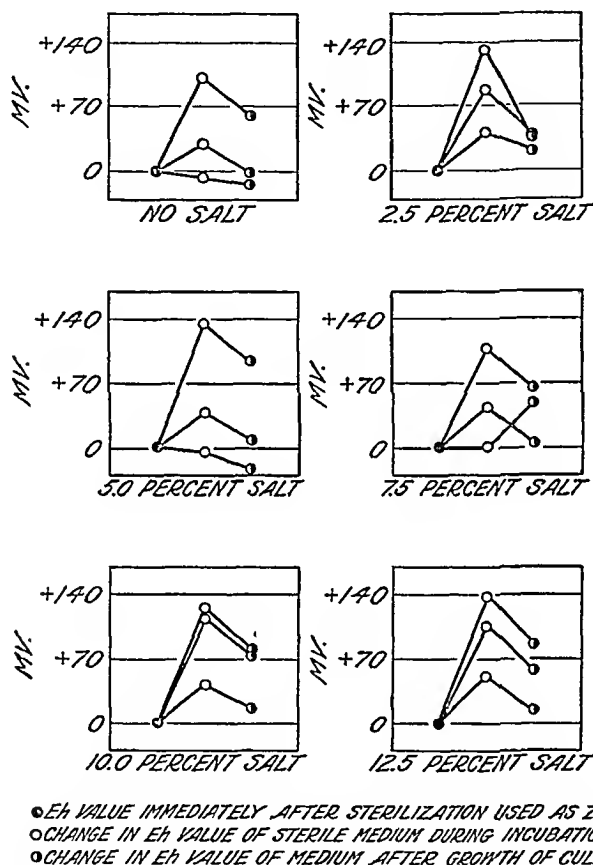 +140
+70
0
MV.
NO SALT
+140
+70
0
MV.
2.5 PERCENT SALT
+140
+70
0
MV.
5.0 PERCENT SALT
+140
+70
0
MV.
7.5 PERCENT SALT
+140
+70
0
MV.
10.0 PERCENT SALT
+140
+70
0
MV.
12.5 PERCENT SALT
Eh VALUE IMMEDIATELY AFTER STERILIZATION USED AS
CHANGE IN Eh VALUE OF STERILE MEDIUM DURING
CHANGE IN Eh VALUE OF MEDIUM AFTER GROWTH OF